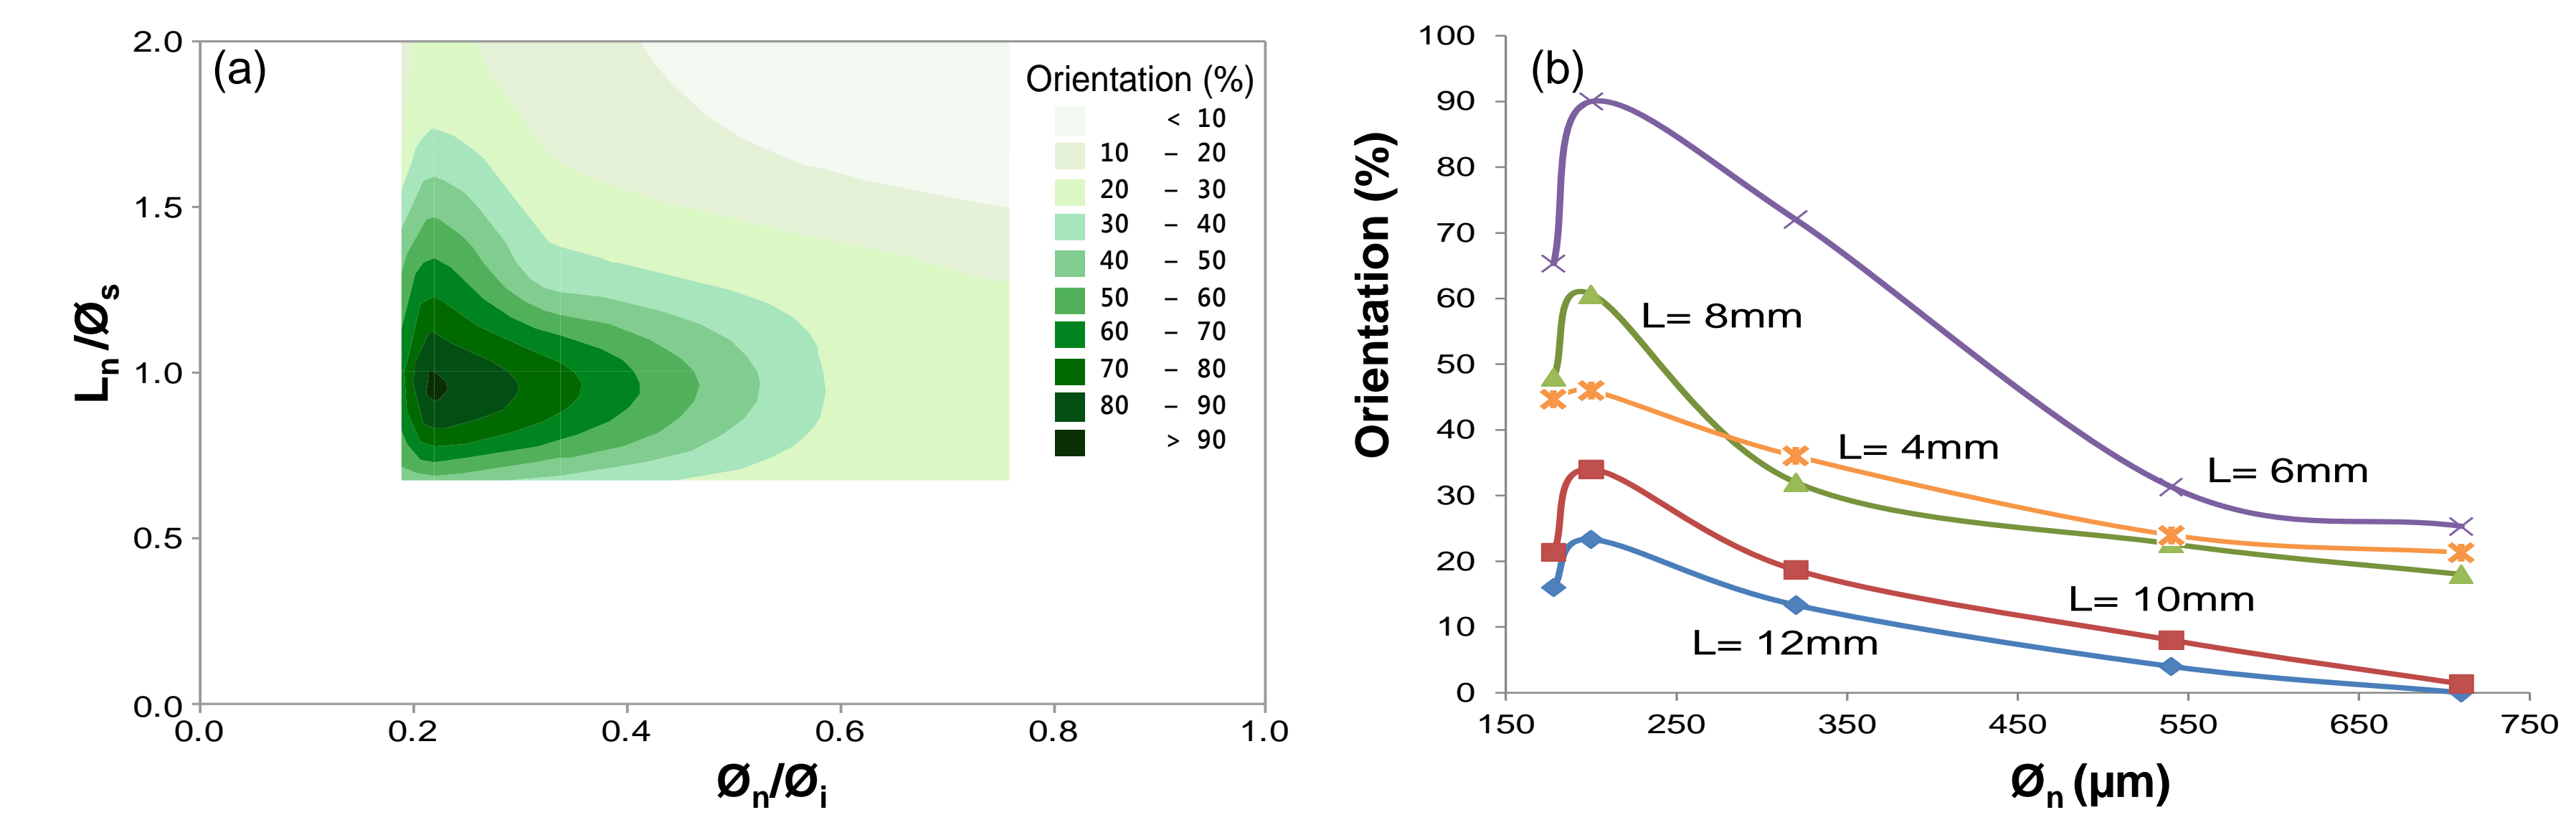 (a)
2.0
1.5
1.0
0.5
0.0
Ln/Øs
0.0 0.2 0.4 0.6 0.8 1.0
Øn/Øi
Orientation (%)
< 10
10 – 20
20 – 30
30 – 40
40 – 50
50 – 60
60 – 70
70 – 80
80 – 90
> 90
(b)
100
90
80
70
60
50
40
30
20
10
0
Orientation (%)
L= 8mm
L= 4mm
L= 6mm
L= 10mm
L= 12mm
150 250 350 450 550 650 750
Øn (µm)